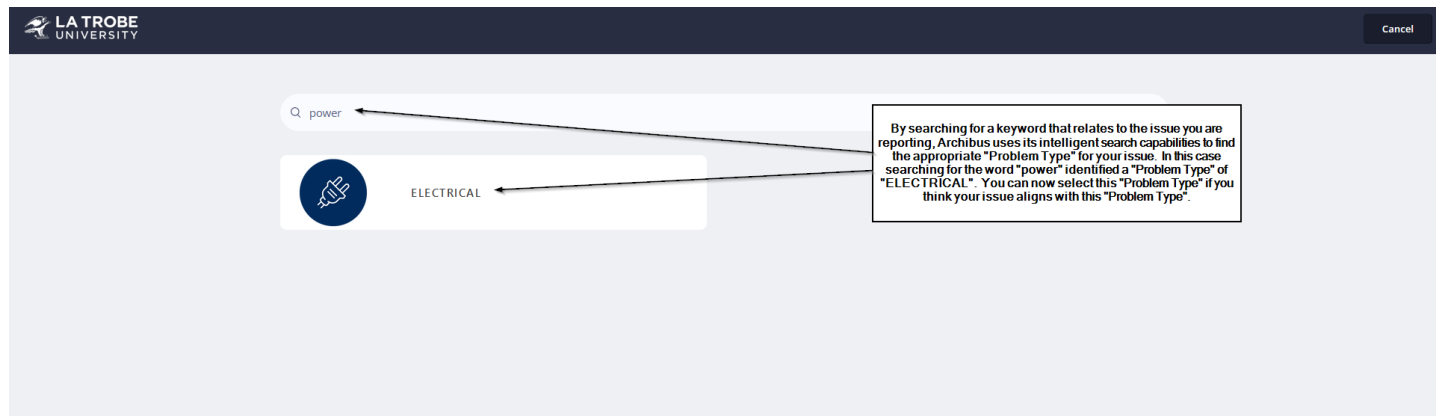 LA TROBE
UNIVERSITY
Cancel
power
By searching for a keyword that relates to the issue you are
reporting, Archibus uses its intelligent search capabilities to find
the appropriate "Problem Type" for your issue. In this case
searching for the word "power" identified a "Problem Type" of
"ELECTRICAL". You can now select this "Problem Type" if you
think your issue aligns with this "Problem Type".
ELECTRICAL